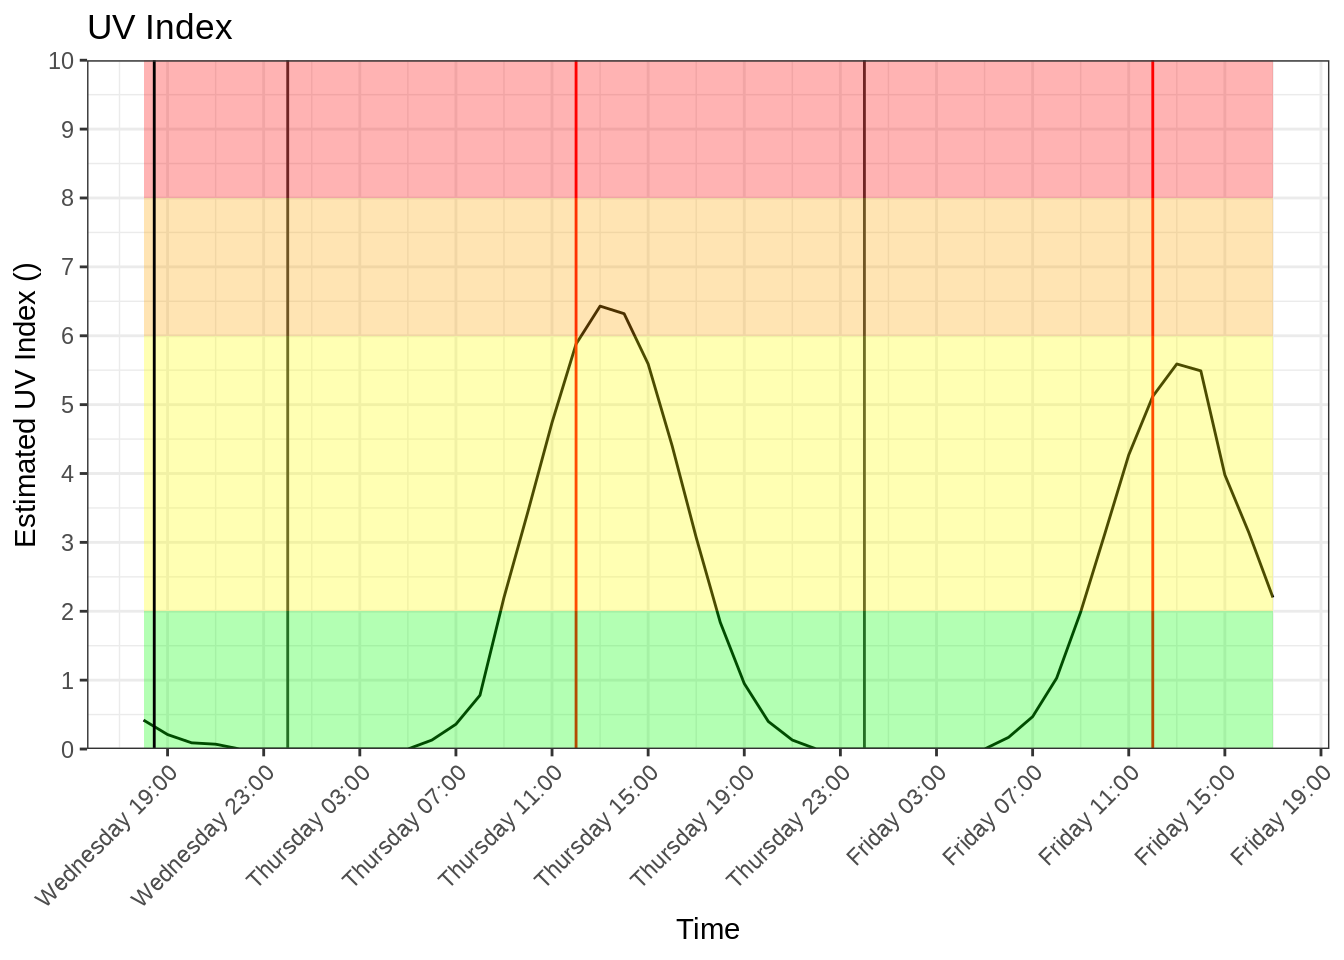 UV Index
10
9
8
7
6
5
4
3
2
1
0
Estimated UV Index ()
Wednesday 19:00
Wednesday 23:00
Thursday 03:00
Thursday 07:00
Thursday 11:00
Thursday 15:00
Thursday 19:00
Thursday 23:00
Friday 03:00
Friday 07:00
Friday 11:00
Friday 15:00
Friday 19:00
Time